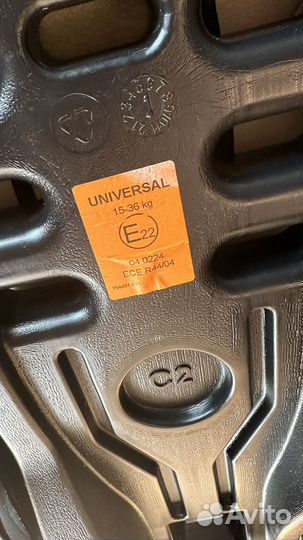 UNIVERSAL
15-36 kg
E22
04 0224
ECE R44/04
C2
Avito